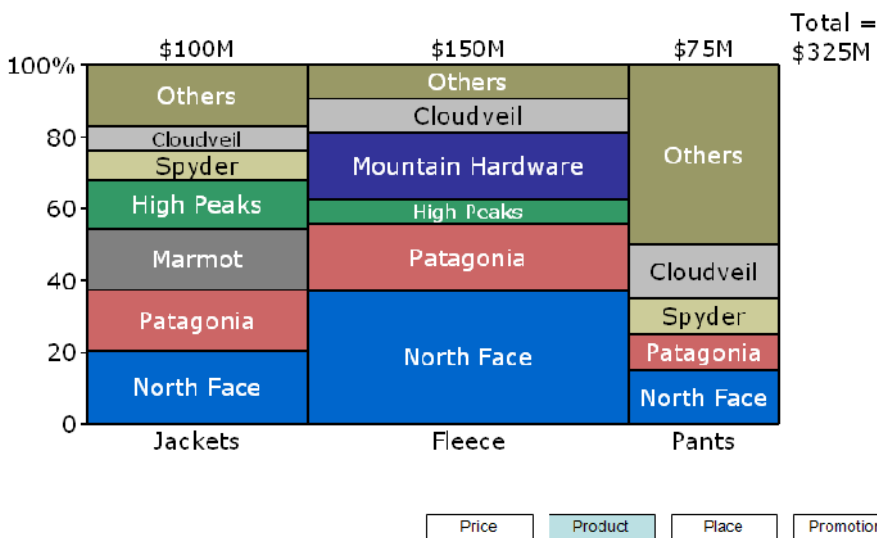 Total =
$100M $150M $75M $325M
100%
Others Others
Cloudveil
Others
80
Cloudveil
Spyder Mountain Hardware
High Peaks
60
High Peaks
Marmot Patagonia
Cloudveil
40
Patagonia Spyder
North Face
20
Patagonia
North Face North Face
0
Jackets Fleece Pants
Price Product Place Promotion